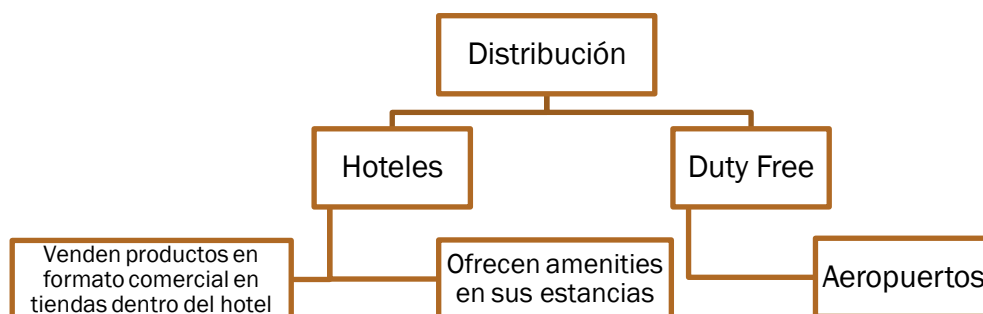 Distribución
Hoteles
Duty Free
Venden productos en
formato comercial en
tiendas dentro del hotel
Ofrecen amenities
en sus estancias
Aeropuertos